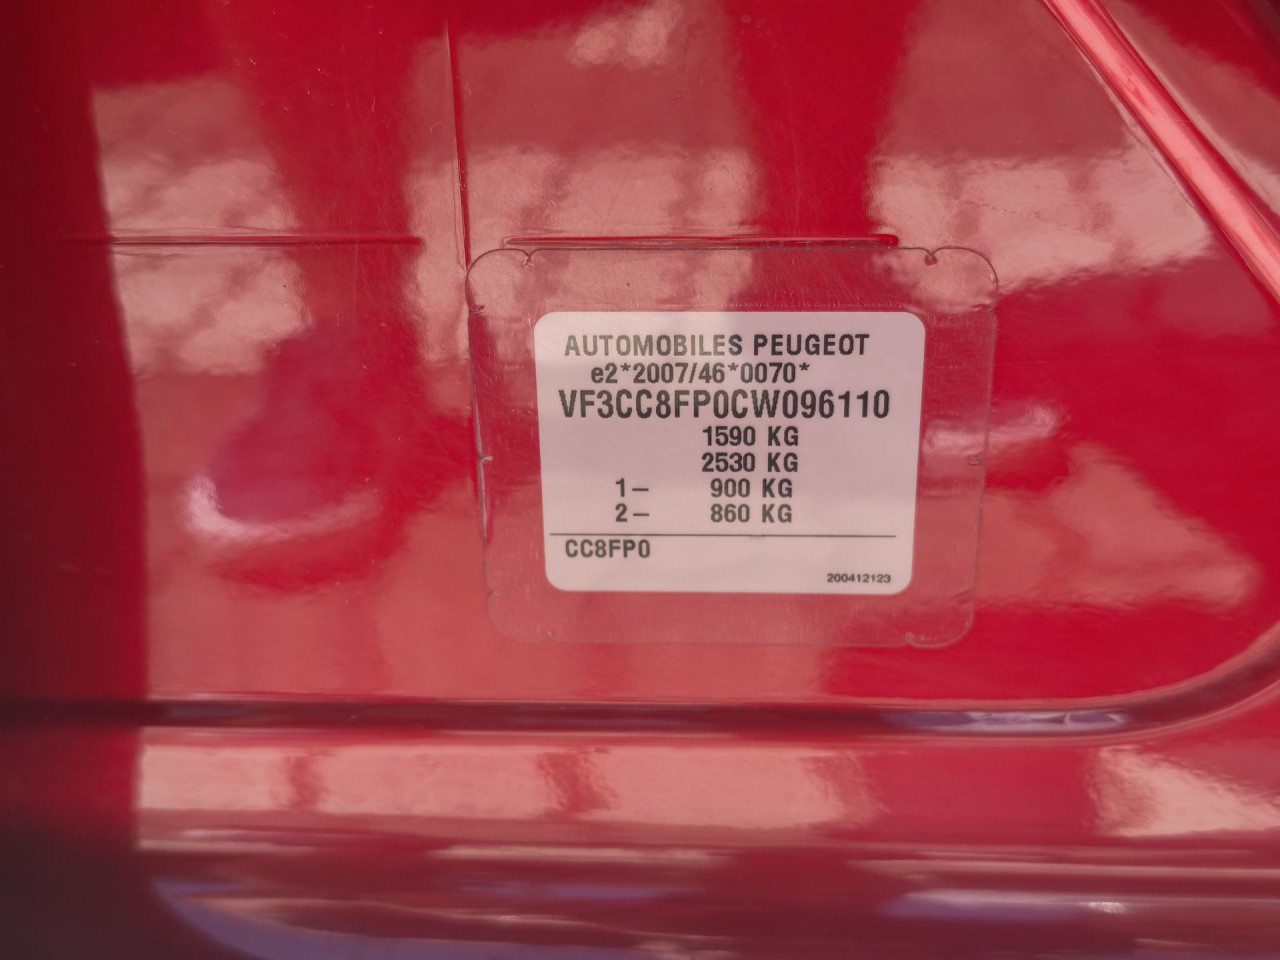 AUTOMOBILES PEUGEOT
e2*2007/46*0070*
VF3CC8FP0CW096110
1590 KG
2530 KG
1– 900 KG
2– 860 KG
CC8FP0
200412123